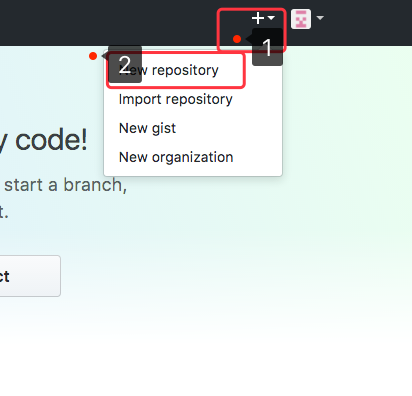 1
2
New repository
Import repository
New gist
New organization
y code!
start a branch,
t.
ct